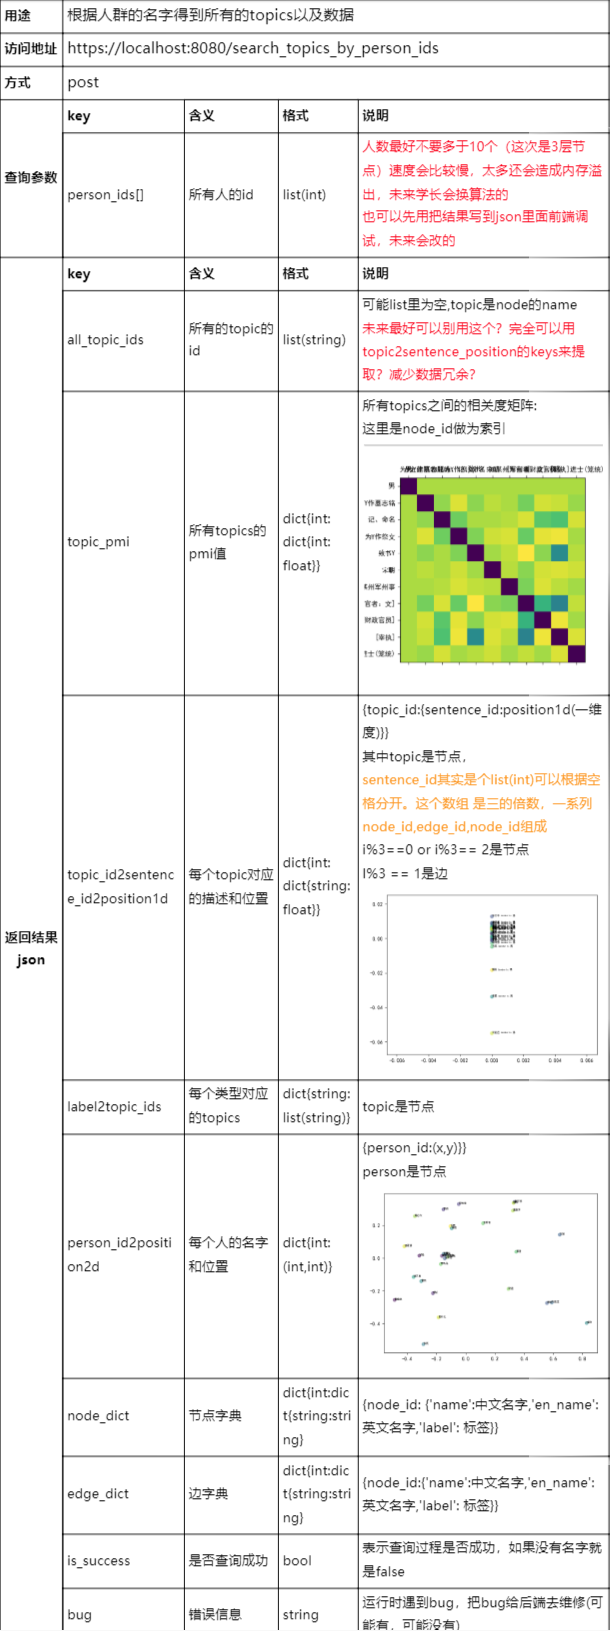 用途
根据人群的名字得到所有的topics以及数据
访问地址
https://localhost:8080/search_topics_by_person_ids
方式
post
查询参数
key
含义
格式
说明
person_ids[]
所有人的id
list(int)
人数最好不要多于10个（这次是3层节
点）速度会比较慢，太多还会造成内存溢
出，未来学长会换算法的
也可以先用把结果写到json里面前端调
试，未来会改的
返回结果
json
key
含义
格式
说明
all_topic_ids
所有的topic的
id
list(string)
可能list里为空,topic是node的name
未来最好可以别用这个？完全可以用
topic2sentence_position的keys来提
取？减少数据冗余？
topic_pmi
所有topics的
pmi值
dict{int:
dict{int:
float}}
所有topics之间的相关度矩阵:
这里是node_id做为索引
男
Y作墓志铭
记、命名
为Y作祭文
致书Y
官者：文]
财政官员]
topic_id2sentenc
e_id2position1d
每个topic对应
的描述和位置
dict{int:
dict{string:
float}}
{topic_id:{sentence_id:position1d(一维
度)}}
其中topic是节点，
sentence_id其实是个list(int)可以根据空
格分开。这个数组 是三的倍数，一系列
node_id,edge_id,node_id组成
i%3==0 or i%3== 2是节点
I%3 == 1是边
0.02
0.00
-0.02
-0.04
-0.06
-0.006 -0.004 -0.002 0.000 0.002 0.004 0.006
label2topic_ids
每个类型对应
的topics
dict{string:
list(string)}
topic是节点
person_id2positi
on2d
每个人的名字
和位置
dict{int:
(int,int)}
{person_id:(x,y)}}
person是节点
0.2
0.0
-0.2
-0.4
-0.4 -0.2 0.0 0.2 0.4 0.6 0.8
node_dict
节点字典
dict{int:dic
t{string:stri
ng}
{node_id: {'name':中文名字,'en_name':
英文名字,'label': 标签}}
edge_dict
边字典
dict{int:dic
t{string:stri
ng}
{node_id:{'name':中文名字,'en_name':
英文名字,'label': 标签}}
is_success
是否查询成功
bool
表示查询过程是否成功，如果没有名字就
是false
bug
错误信息
string
运行时遇到bug，把bug给后端去维修(可
能有，可能没有)